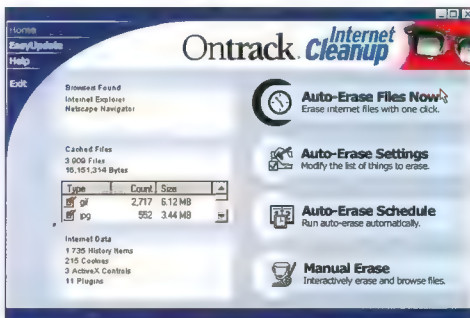 Home
EasyUpdate
Help
Exit
Ontrack. Internet Cleanup
Browsers Found
Internet Explorer
Netscape Navigator
Cached Files
3 909 Files
16,151,314 Bytes
Type Count Size
gif 2,717 6.12 MB
jpg 552 3.44 MB
Internet Data
1 735 History Items
215 Cookies
3 ActiveX Controls
11 Plugins
Auto-Erase Files Now
Erase internet files with one click.
Auto-Erase Settings
Modify the list of things to erase.
Auto-Erase Schedule
Run auto-erase automatically.
Manual Erase
Interactively erase and browse files.